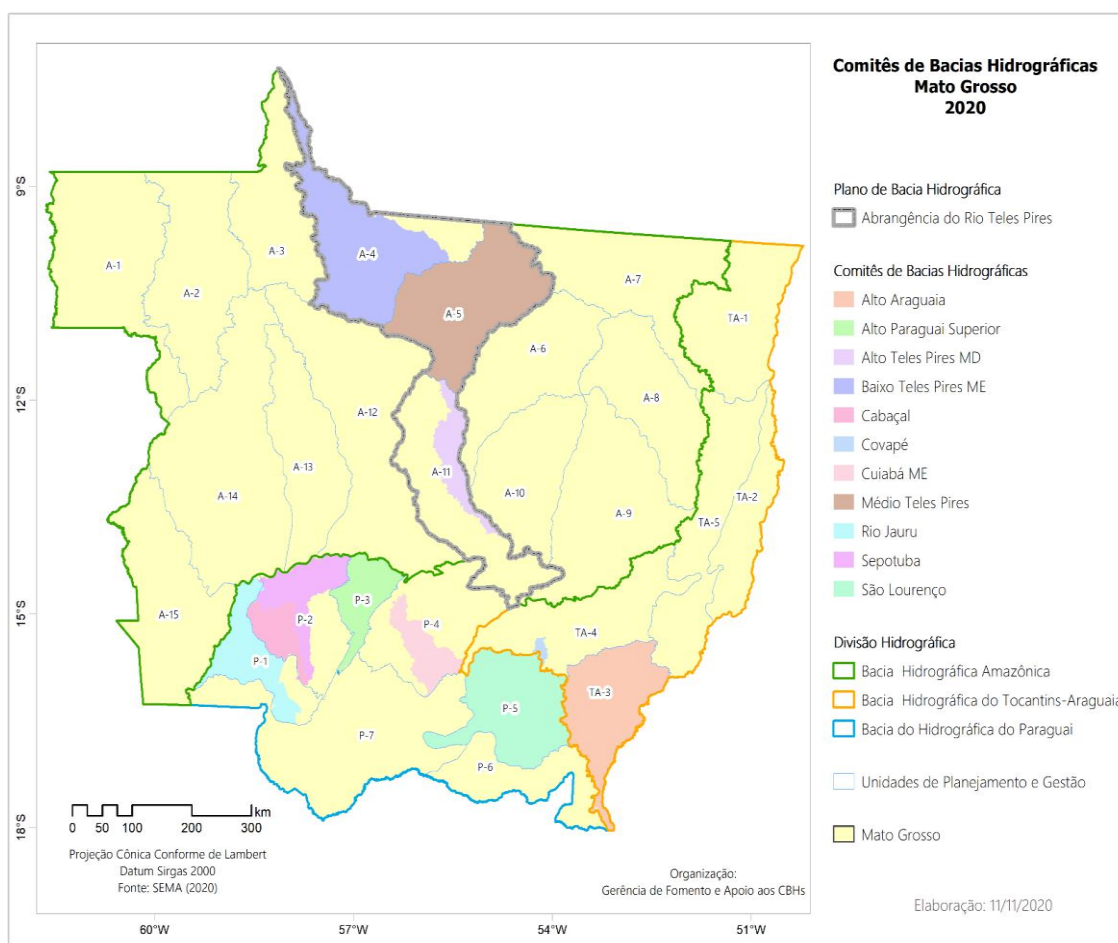 Comitês de Bacias Hidrográficas
Mato Grosso
2020
Plano de Bacia Hidrográfica
Abrangência do Rio Teles Pires
Comitês de Bacias Hidrográficas
Alto Araguaia
Alto Paraguai Superior
Alto Teles Pires MD
Baixo Teles Pires ME
Cabaçal
Covapé
Cuiabá ME
Médio Teles Pires
Rio Jauru
Sepotuba
São Lourenço
Divisão Hidrográfica
Bacia Hidrográfica Amazônica
Bacia Hidrográfica do Tocantins-Araguaia
Bacia do Hidrográfica do Paraguai
Unidades de Planejamento e Gestão
Mato Grosso
Elaboração: 11/11/2020
9°S
12°S
15°S
18°S
60°W
57°W
54°W
51°W
A-1
A-2
A-3
A-4
A-5
A-6
A-7
A-8
A-9
A-10
A-11
A-12
A-13
A-14
A-15
TA-1
TA-2
TA-3
TA-4
TA-5
P-1
P-2
P-3
P-4
P-5
P-6
P-7
km
0 50 100 200 300
Projeção Cônica Conforme de Lambert
Datum Sirgas 2000
Fonte: SEMA (2020)
Organização:
Gerência de Fomento e Apoio aos CBHs